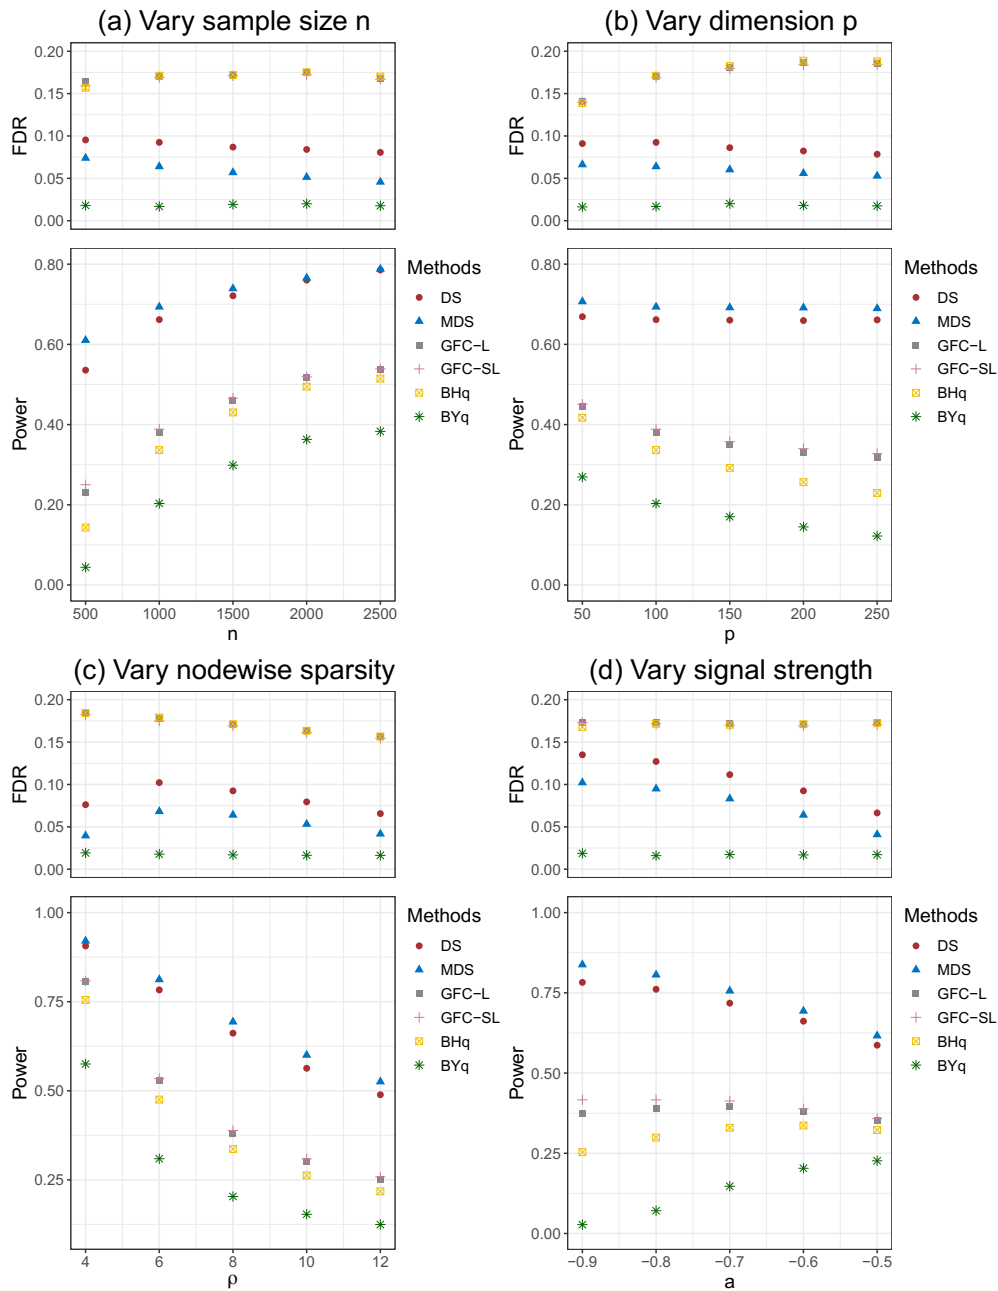 (a) Vary sample size n
0.20
0.15
0.10
0.05
0.00
FDR
0.80
0.60
0.40
0.20
0.00
Power
500 1000 1500 2000 2500
n
Methods
DS
MDS
GFC−L
GFC−SL
BHq
BYq
(b) Vary dimension p
0.20
0.15
0.10
0.05
0.00
FDR
0.80
0.60
0.40
0.20
0.00
Power
50 100 150 200 250
p
Methods
DS
MDS
GFC−L
GFC−SL
BHq
BYq
(c) Vary nodewise sparsity
0.20
0.15
0.10
0.05
0.00
FDR
1.00
0.75
0.50
0.25
Power
4 6 8 10 12
ρ
Methods
DS
MDS
GFC−L
GFC−SL
BHq
BYq
(d) Vary signal strength
0.20
0.15
0.10
0.05
0.00
FDR
1.00
0.75
0.50
0.25
0.00
Power
−0.9 −0.8 −0.7 −0.6 −0.5
a
Methods
DS
MDS
GFC−L
GFC−SL
BHq
BYq